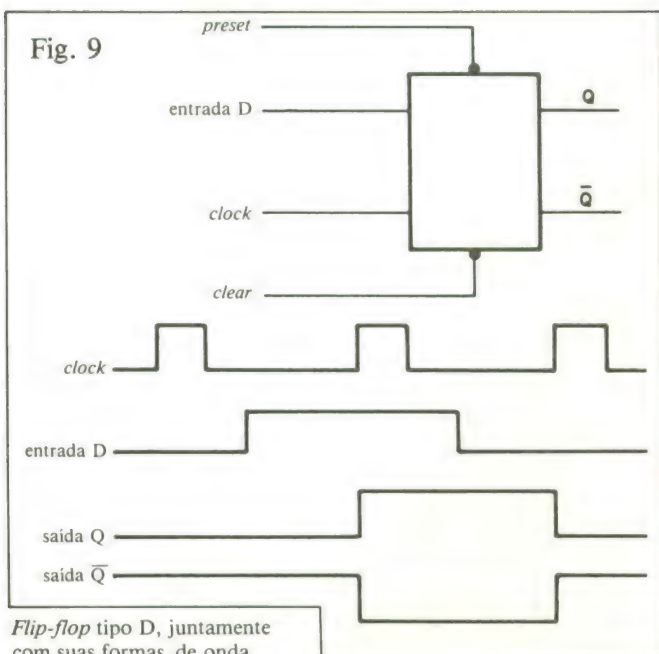 Fig. 9
preset
entrada D
Q
clock
Q̅
clear
clock
entrada D
saída Q
saída Q̅
Flip-flop tipo D, juntamente
com suas formas de onda